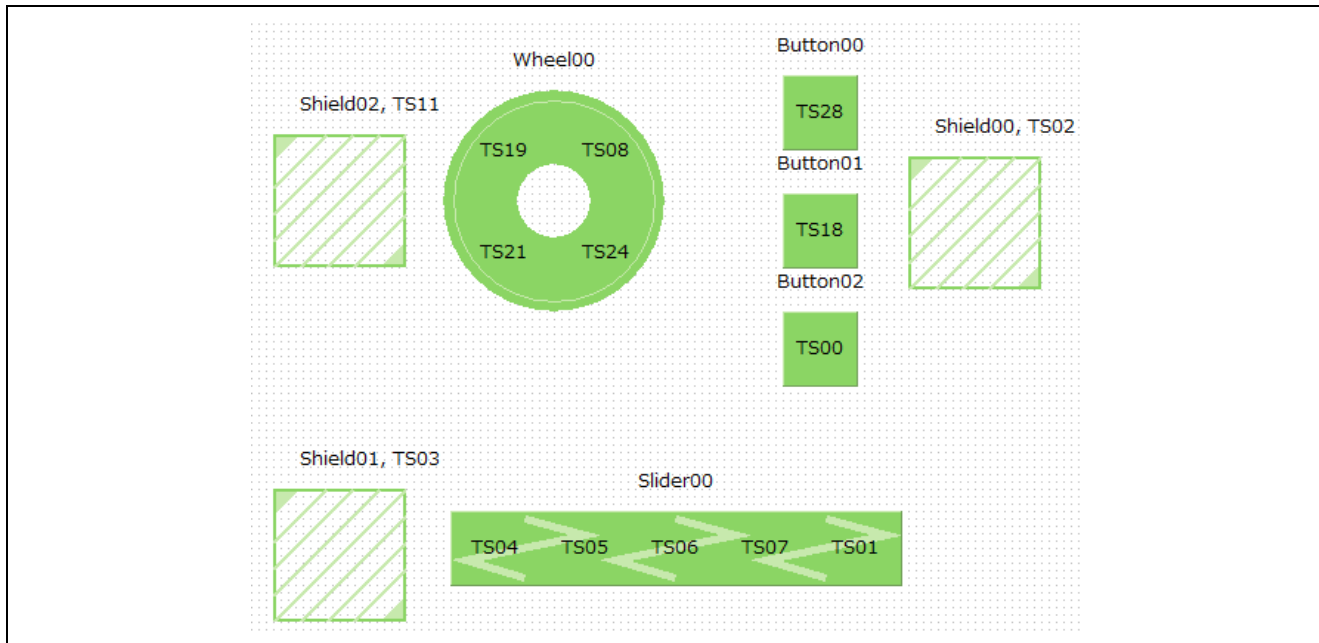 Button00
Wheel00
TS28
Shield02, TS11
Shield00, TS02
TS19 TS08
Button01
TS18
TS21 TS24
Button02
TS00
Shield01, TS03
Slider00
TS04 TS05 TS06 TS07 TS01